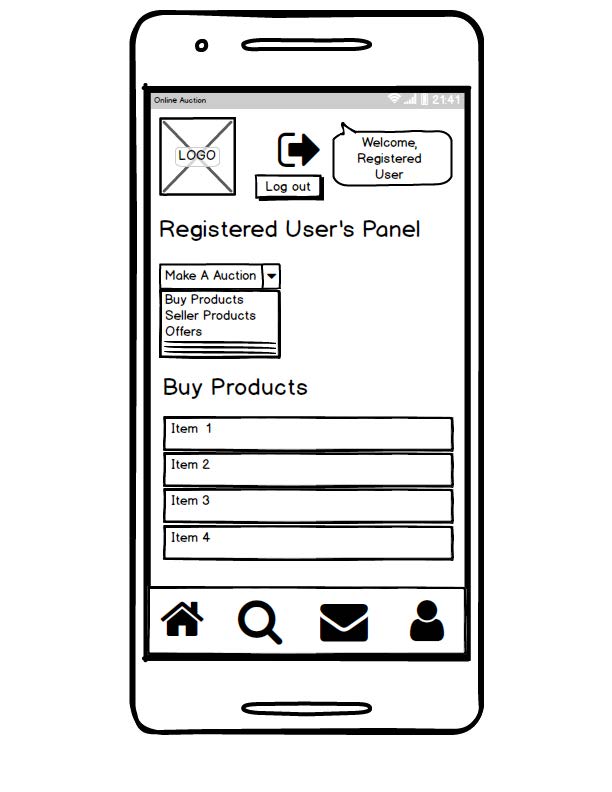 Online Auction
21:41
LOGO
Log out
Welcome,
Registered
User
Registered User's Panel
Make A Auction
Buy Products
Seller Products
Offers
Buy Products
Item 1
Item 2
Item 3
Item 4